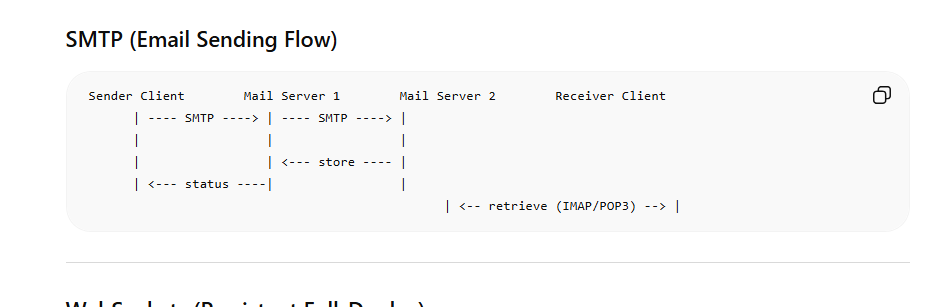 SMTP (Email Sending Flow)
Sender Client        Mail Server 1        Mail Server 2        Receiver Client
      | ---- SMTP ----> | ---- SMTP ----> |
      |                 |                 |
      |                 | <--- store ---- |
      | <--- status ----|                 |
                                                | <-- retrieve (IMAP/POP3) --> |